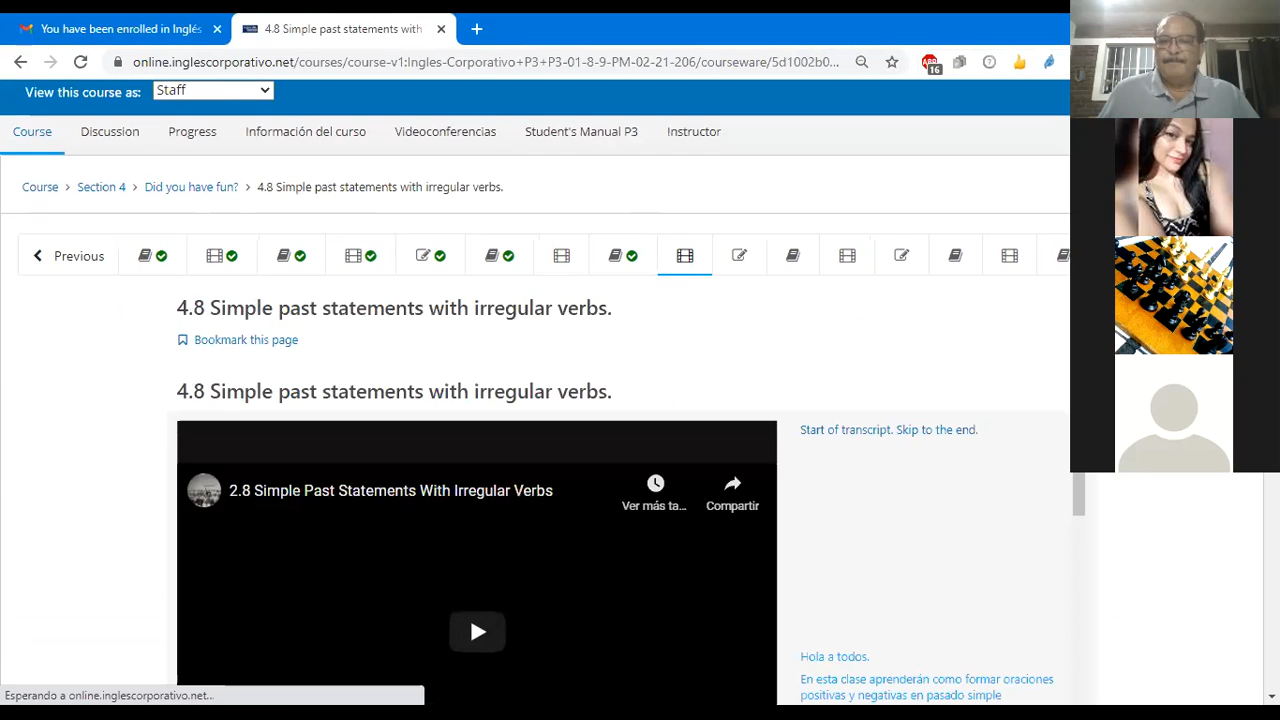 You have been enrolled in Inglés
4.8 Simple past statements with
online.inglescorporativo.net/courses/course-v1:Ingles-Corporativo+P3+P3-01-8-9-PM-02-21-206/courseware/5d1002b0...
16
View this course as:
Staff
Course
Discussion
Progress
Información del curso
Videoconferencias
Student's Manual P3
Instructor
Course > Section 4 > Did you have fun? > 4.8 Simple past statements with irregular verbs.
Previous
4.8 Simple past statements with irregular verbs.
Bookmark this page
4.8 Simple past statements with irregular verbs.
Start of transcript. Skip to the end.
2.8 Simple Past Statements With Irregular Verbs
Ver más ta...
Compartir
Hola a todos.
En esta clase aprenderán como formar oraciones
positivas y negativas en pasado simple
Esperando a online.inglescorporativo.net...